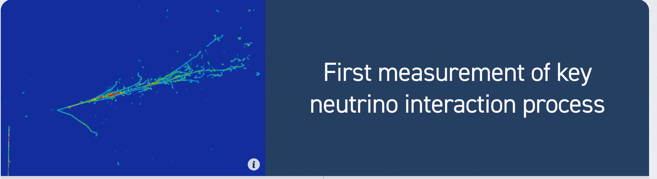 First measurement of key
neutrino interaction process
i